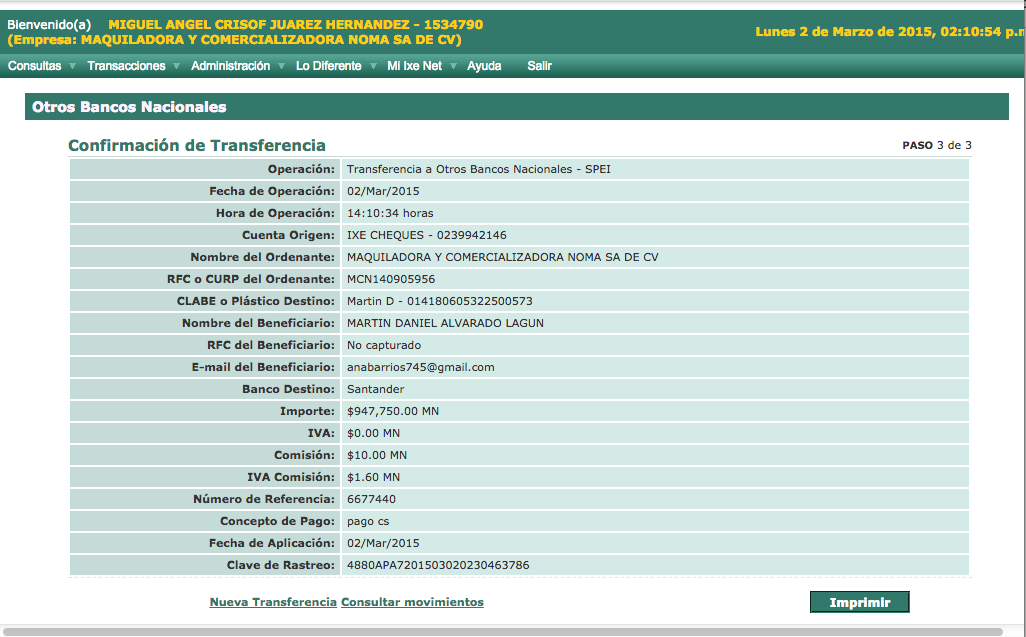 Bienvenido(a) MIGUEL ANGEL CRISOF JUAREZ HERNANDEZ - 1534790
(Empresa: MAQUILADORA Y COMERCIALIZADORA NOMA SA DE CV)
Lunes 2 de Marzo de 2015, 02:10:54 p.
Consultas Transacciones Administración Lo Diferente Mi Ixe Net Ayuda Salir
Otros Bancos Nacionales
Confirmación de Transferencia PASO 3 de 3
Operación: Transferencia a Otros Bancos Nacionales - SPEI
Fecha de Operación: 02/Mar/2015
Hora de Operación: 14:10:34 horas
Cuenta Origen: IXE CHEQUES - 0239942146
Nombre del Ordenante: MAQUILADORA Y COMERCIALIZADORA NOMA SA DE CV
RFC o CURP del Ordenante: MCN140905956
CLABE o Plástico Destino: Martin D - 014180605322500573
Nombre del Beneficiario: MARTIN DANIEL ALVARADO LAGUN
RFC del Beneficiario: No capturado
E-mail del Beneficiario: anabarrios745@gmail.com
Banco Destino: Santander
Importe: $947,750.00 MN
IVA: $0.00 MN
Comisión: $10.00 MN
IVA Comisión: $1.60 MN
Número de Referencia: 6677440
Concepto de Pago: pago cs
Fecha de Aplicación: 02/Mar/2015
Clave de Rastreo: 4880APA7201503020230463786
Nueva Transferencia Consultar movimientos Imprimir